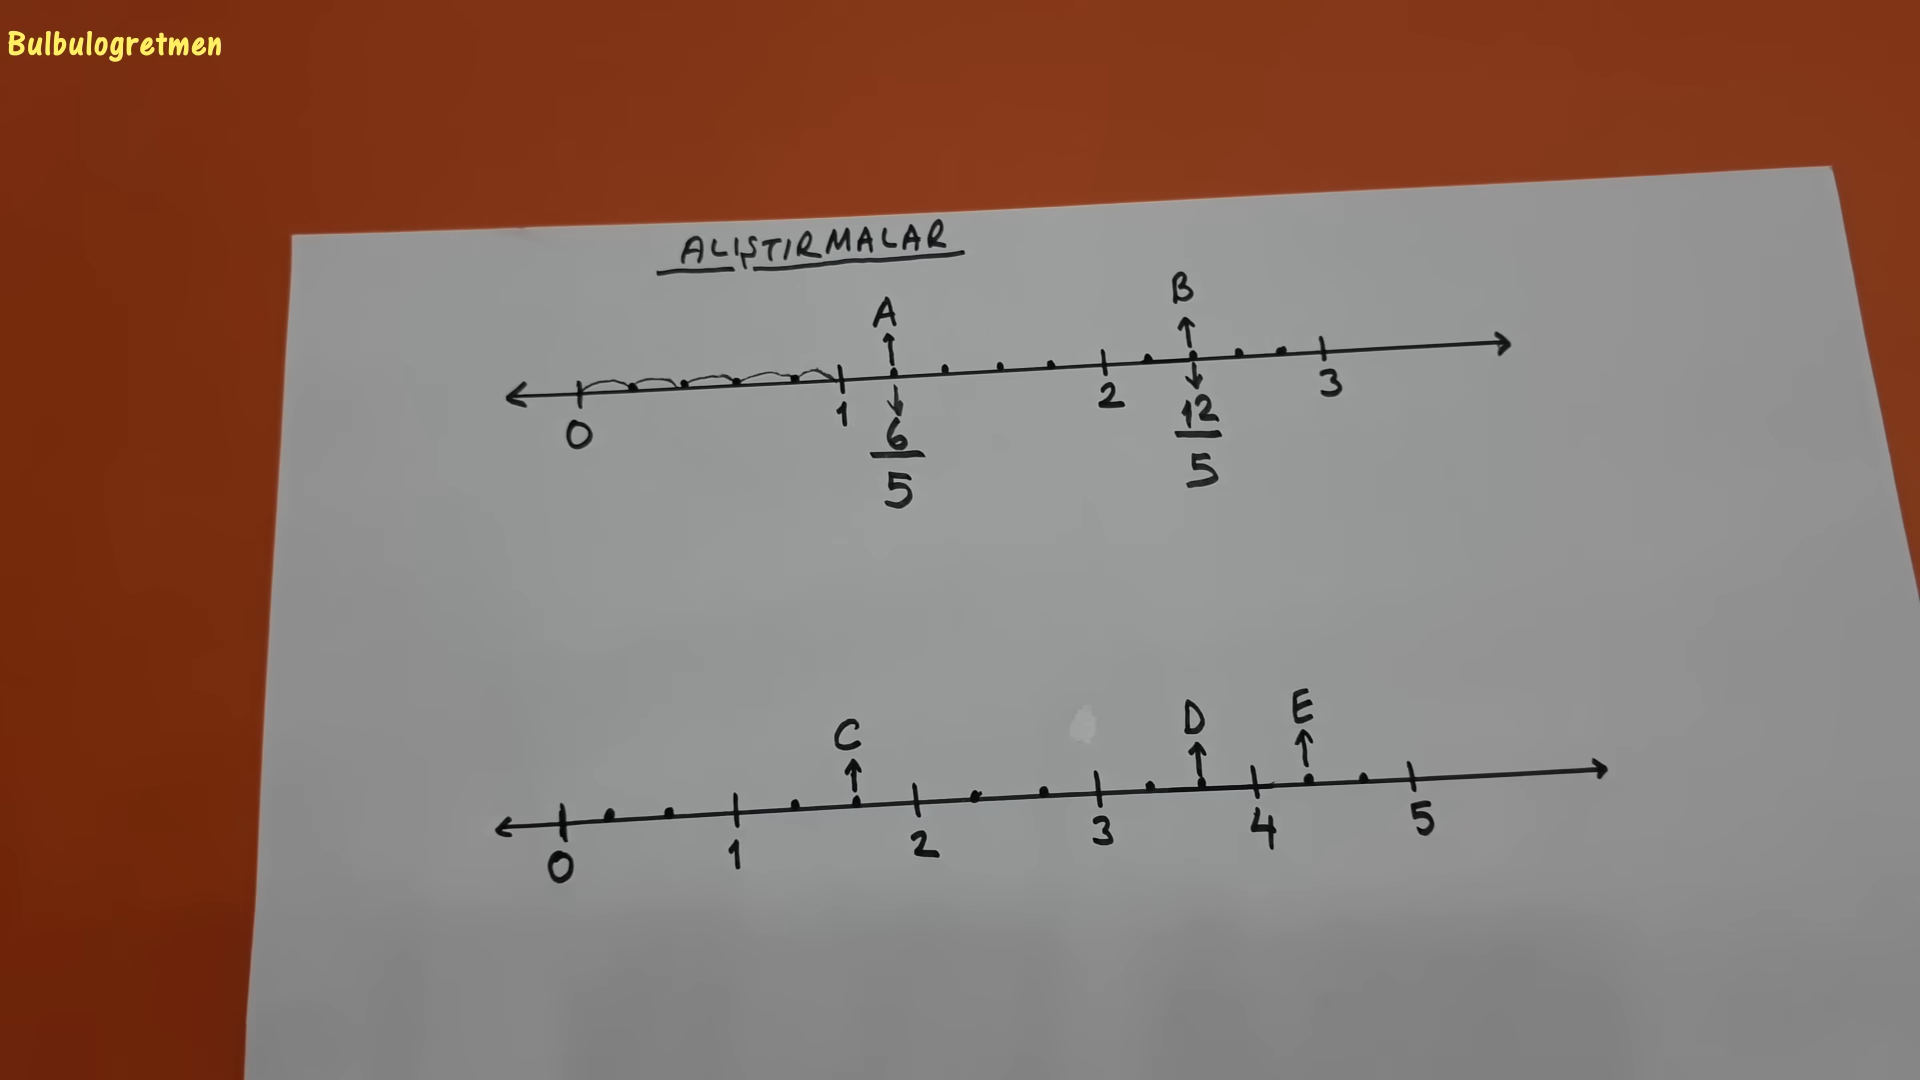 Bulbulogretmen
ALIŞTIRMALAR
A B
0 1 2 3
6/5 12/5
C D E
0 1 2 3 4 5